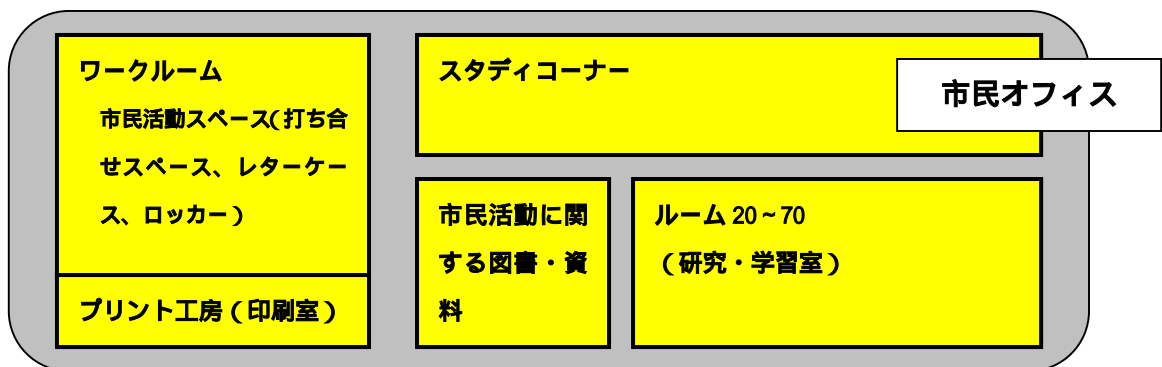 ワークルーム
市民活動スペース(打ち合
せスペース、レターケー
ス、ロッカー)
プリント工房(印刷室)
スタディコーナー
市民オフィス
市民活動に関
する図書・資
料
ルーム 20~70
(研究・学習室)